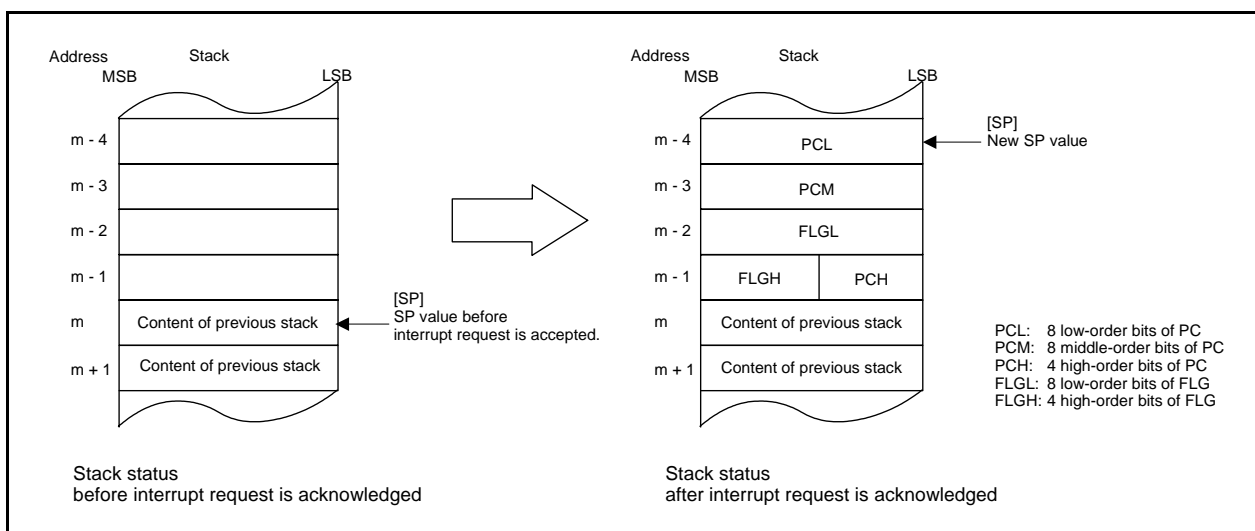 Address
Stack
MSB
LSB
m - 4
m - 3
m - 2
m - 1
m
Content of previous stack
m + 1
Content of previous stack
[SP]
SP value before
interrupt request is accepted.
Stack status
before interrupt request is acknowledged
Address
Stack
MSB
LSB
m - 4
PCL
m - 3
PCM
m - 2
FLGL
m - 1
FLGH
PCH
m
Content of previous stack
m + 1
Content of previous stack
[SP]
New SP value
PCL: 8 low-order bits of PC
PCM: 8 middle-order bits of PC
PCH: 4 high-order bits of PC
FLGL: 8 low-order bits of FLG
FLGH: 4 high-order bits of FLG
Stack status
after interrupt request is acknowledged